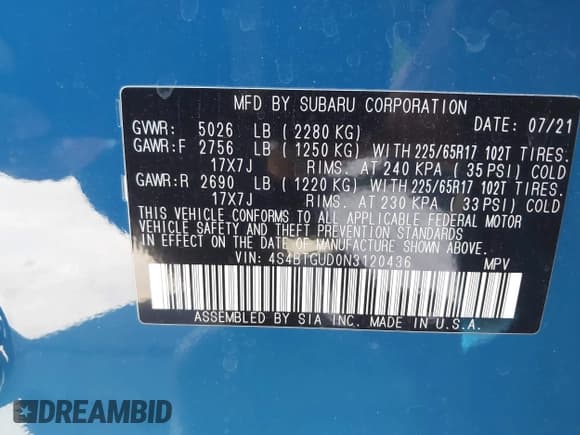 MFD BY SUBARU CORPORATION
GVWR: 5026 LB ( 2280 KG) DATE: 07/21
GAWR:F 2756 LB ( 1250 KG) WITH 225/65R17 102T TIRES.
17X7J RIMS. AT 240 KPA ( 35 PSI) COLD
GAWR:R 2690 LB ( 1220 KG) WITH 225/65R17 102T TIRES.
17X7J RIMS. AT 230 KPA ( 33 PSI) COLD
THIS VEHICLE CONFORMS TO ALL APPLICABLE FEDERAL MOTOR
VEHICLE SAFETY AND THEFT PREVENTION STANDARDS
IN EFFECT ON THE DATE OF MANUFACTURE SHOWN ABOVE.
VIN: 4S4BTGUD0N3120436 MPV
ASSEMBLED BY SIA INC. MADE IN U.S.A.
DREAMBID